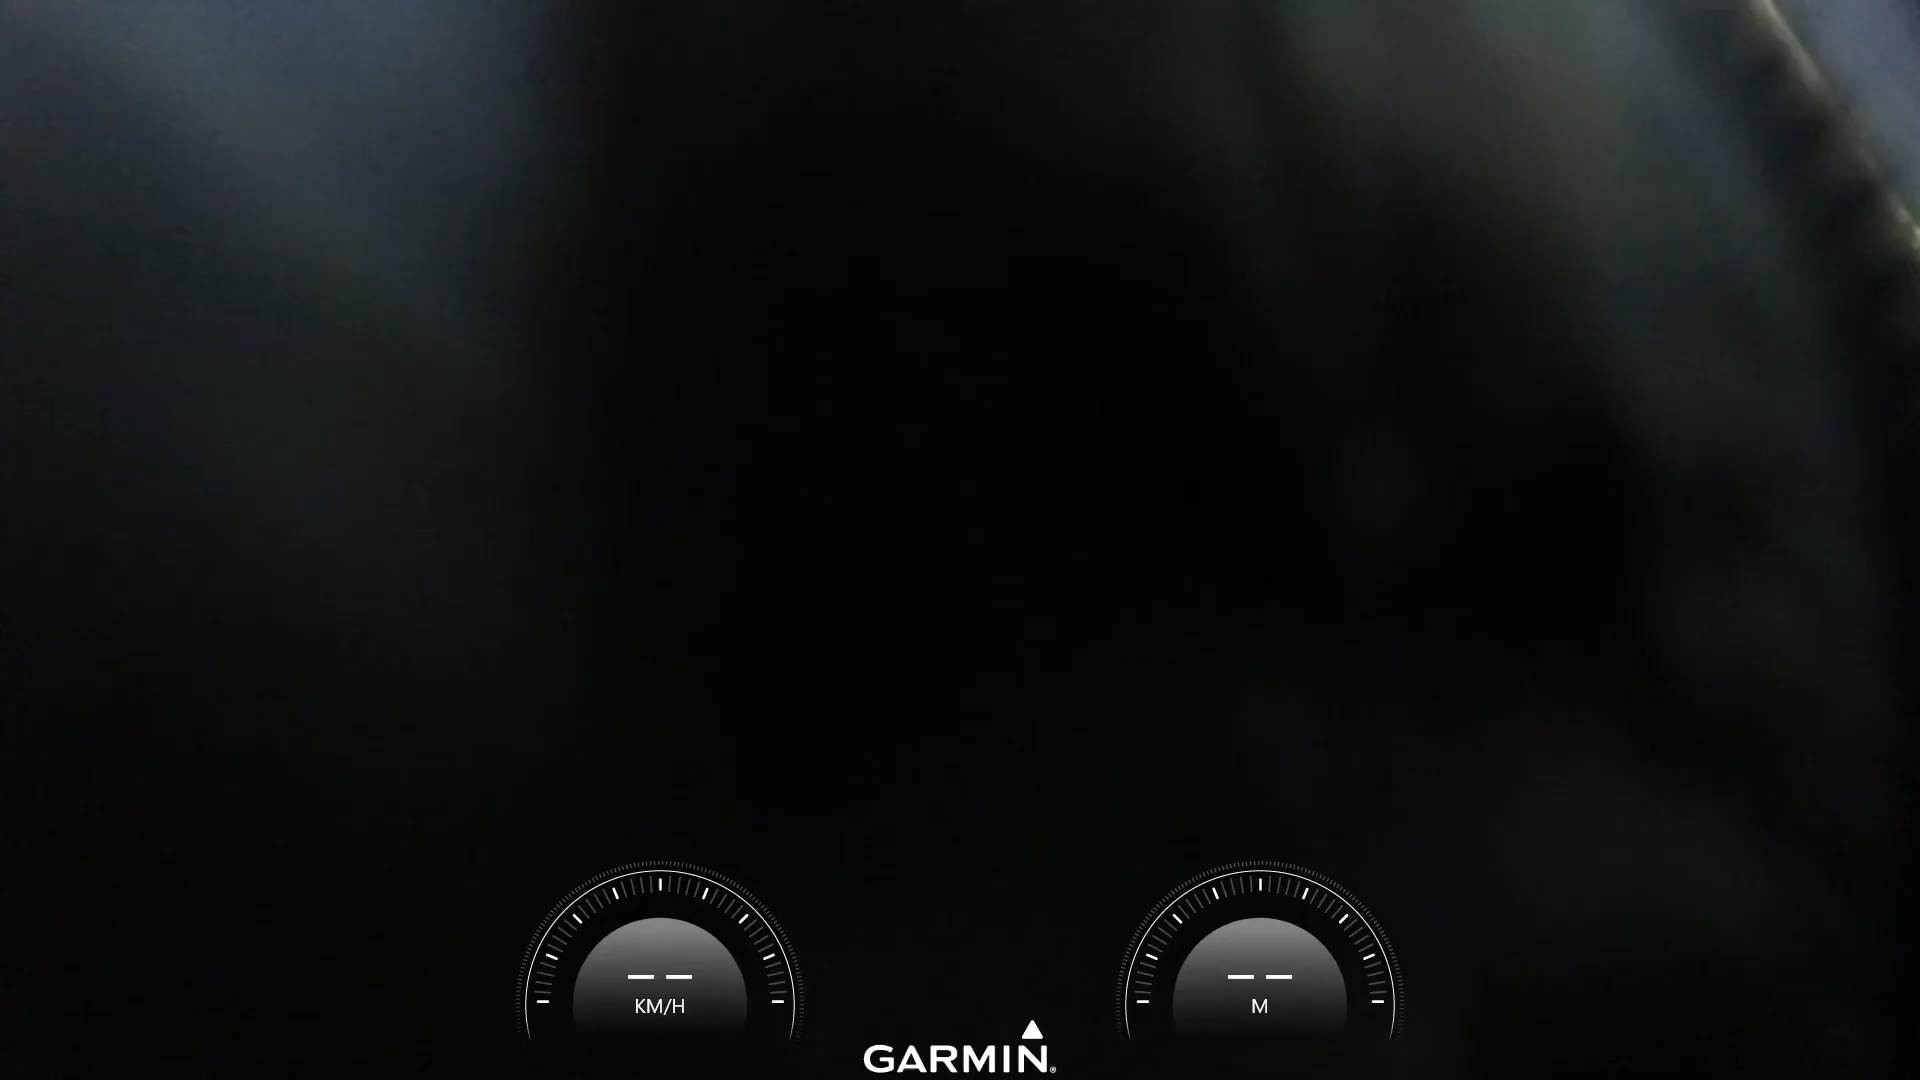 — —
KM/H
— —
M
GARMIN®